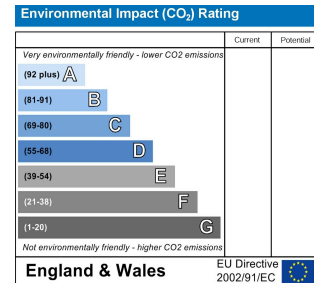 Environmental Impact (CO₂) Rating
Current Potential
Very environmentally friendly - lower CO2 emissions
(92 plus) A
(81-91) B
(69-80) C
(55-68) D
(39-54) E
(21-38) F
(1-20) G
Not environmentally friendly - higher CO2 emissions
England & Wales
EU Directive
2002/91/EC